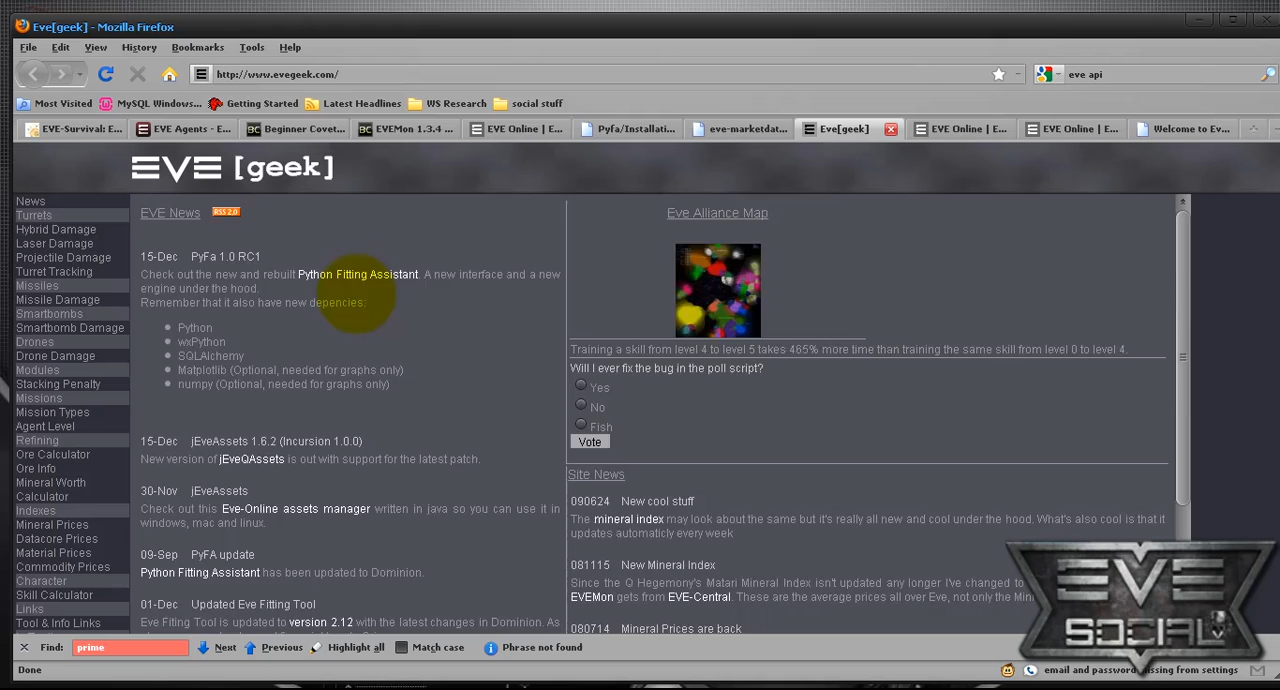 Eve[geek] - Mozilla Firefox
File Edit View History Bookmarks Tools Help
http://www.evegeek.com/ eve api
Most Visited MySQL Windows... Getting Started Latest Headlines WS Research social stuff
EVE-Survival: E... EVE Agents - E... Beginner Covet... EVEMon 1.3.4 ... EVE Online | E... Pyfa/Installati... eve-marketdat... Eve[geek] EVE Online | E... EVE Online | E... Welcome to Ev...
EVE [geek]
News
Turrets
Hybrid Damage
Laser Damage
Projectile Damage
Turret Tracking
Missiles
Missile Damage
Smartbombs
Smartbomb Damage
Drones
Drone Damage
Modules
Stacking Penalty
Missions
Mission Types
Agent Level
Refining
Ore Calculator
Ore Info
Mineral Worth
Calculator
Indexes
Mineral Prices
Datacore Prices
Material Prices
Commodity Prices
Character
Skill Calculator
Links
Tool & Info Links
EVE News RSS 2.0
15-Dec PyFa 1.0 RC1
Check out the new and rebuilt Python Fitting Assistant. A new interface and a new
engine under the hood.
Remember that it also have new depencies:
Python
wxPython
SQLAlchemy
Matplotlib (Optional, needed for graphs only)
numpy (Optional, needed for graphs only)
15-Dec jEveAssets 1.6.2 (Incursion 1.0.0)
New version of jEveQAssets is out with support for the latest patch.
30-Nov jEveAssets
Check out this Eve-Online assets manager written in java so you can use it in
windows, mac and linux.
09-Sep PyFA update
Python Fitting Assistant has been updated to Dominion.
01-Dec Updated Eve Fitting Tool
Eve Fiting Tool is updated to version 2.12 with the latest changes in Dominion. As
Eve Alliance Map
Training a skill from level 4 to level 5 takes 465% more time than training the same skill from level 0 to level 4.
Will I ever fix the bug in the poll script?
Yes
No
Fish
Vote
Site News
090624 New cool stuff
The mineral index may look about the same but it's really all new and cool under the hood. What's also cool is that it
updates automaticly every week
081115 New Mineral Index
Since the Q Hegemony's Matari Mineral Index isn't updated any longer I've changed to
EVEMon gets from EVE-Central. These are the average prices all over Eve, not only the Min
080714 Mineral Prices are back
EVE
SOCIAL
Find: prime Next Previous Highlight all Match case Phrase not found
Done email and password missing from settings